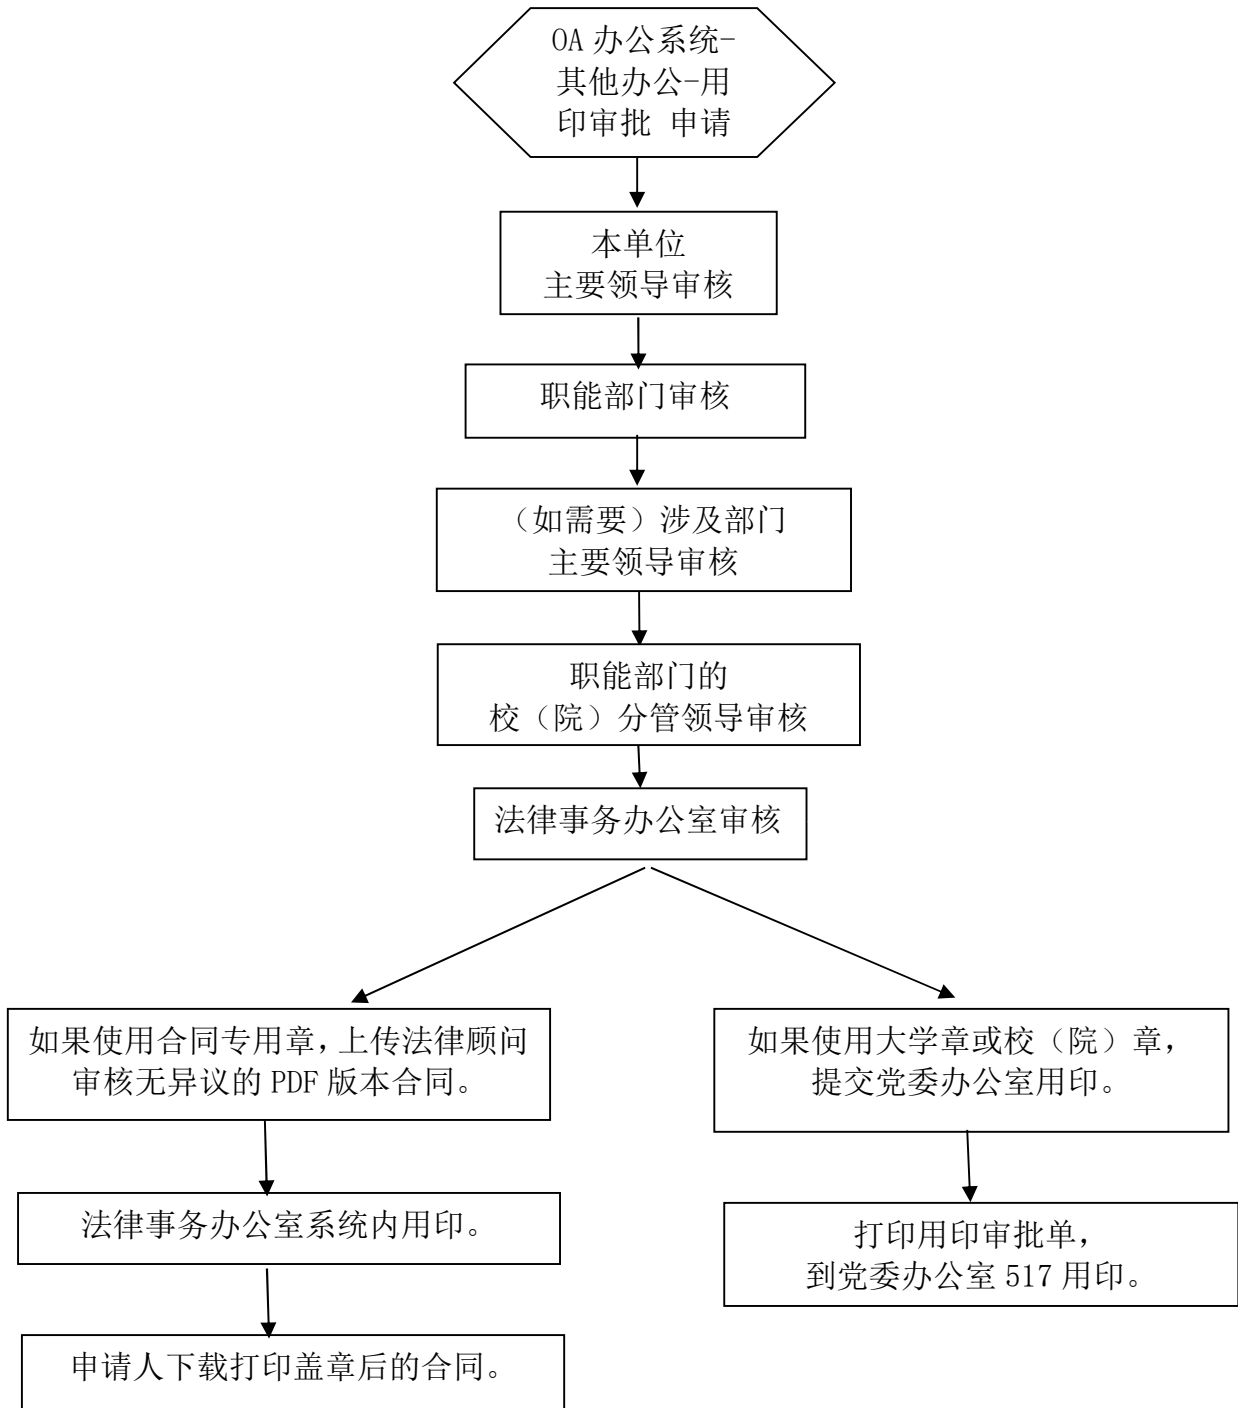 OA 办公系统-
其他办公-用
印审批 申请
本单位
主要领导审核
职能部门审核
（如需要）涉及部门
主要领导审核
职能部门的
校（院）分管领导审核
法律事务办公室审核
如果使用合同专用章，上传法律顾问
审核无异议的 PDF 版本合同。
如果使用大学章或校（院）章，
提交党委办公室用印。
法律事务办公室系统内用印。
打印用印审批单，
到党委办公室 517 用印。
申请人下载打印盖章后的合同。